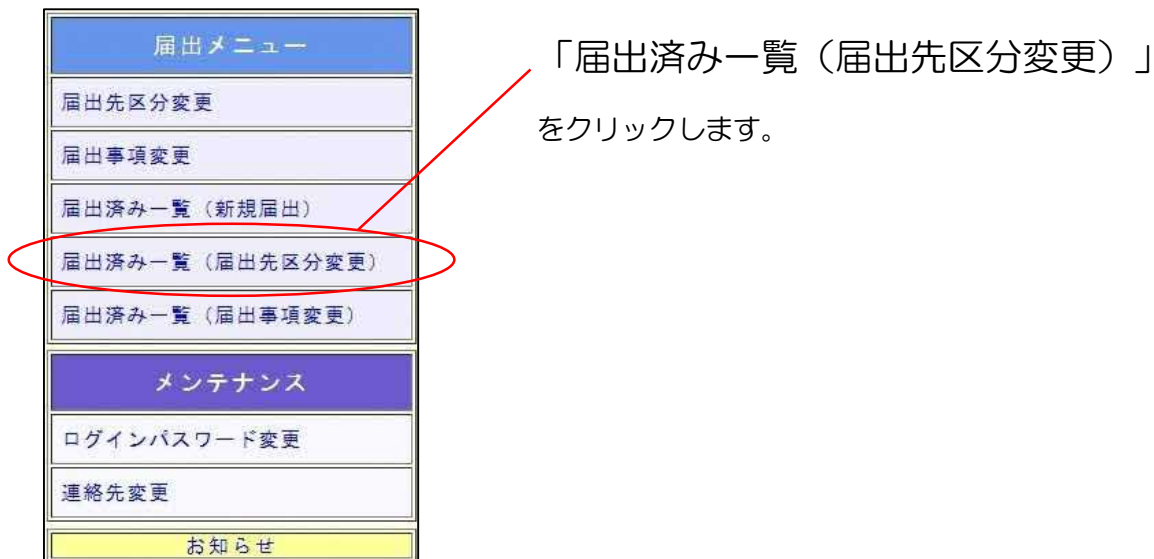 届出メニュー
届出先区分変更
届出事項変更
届出済み一覧（新規届出）
届出済み一覧（届出先区分変更）
届出済み一覧（届出事項変更）
メンテナンス
ログインパスワード変更
連絡先変更
お知らせ
「届出済み一覧（届出先区分変更）」
をクリックします。